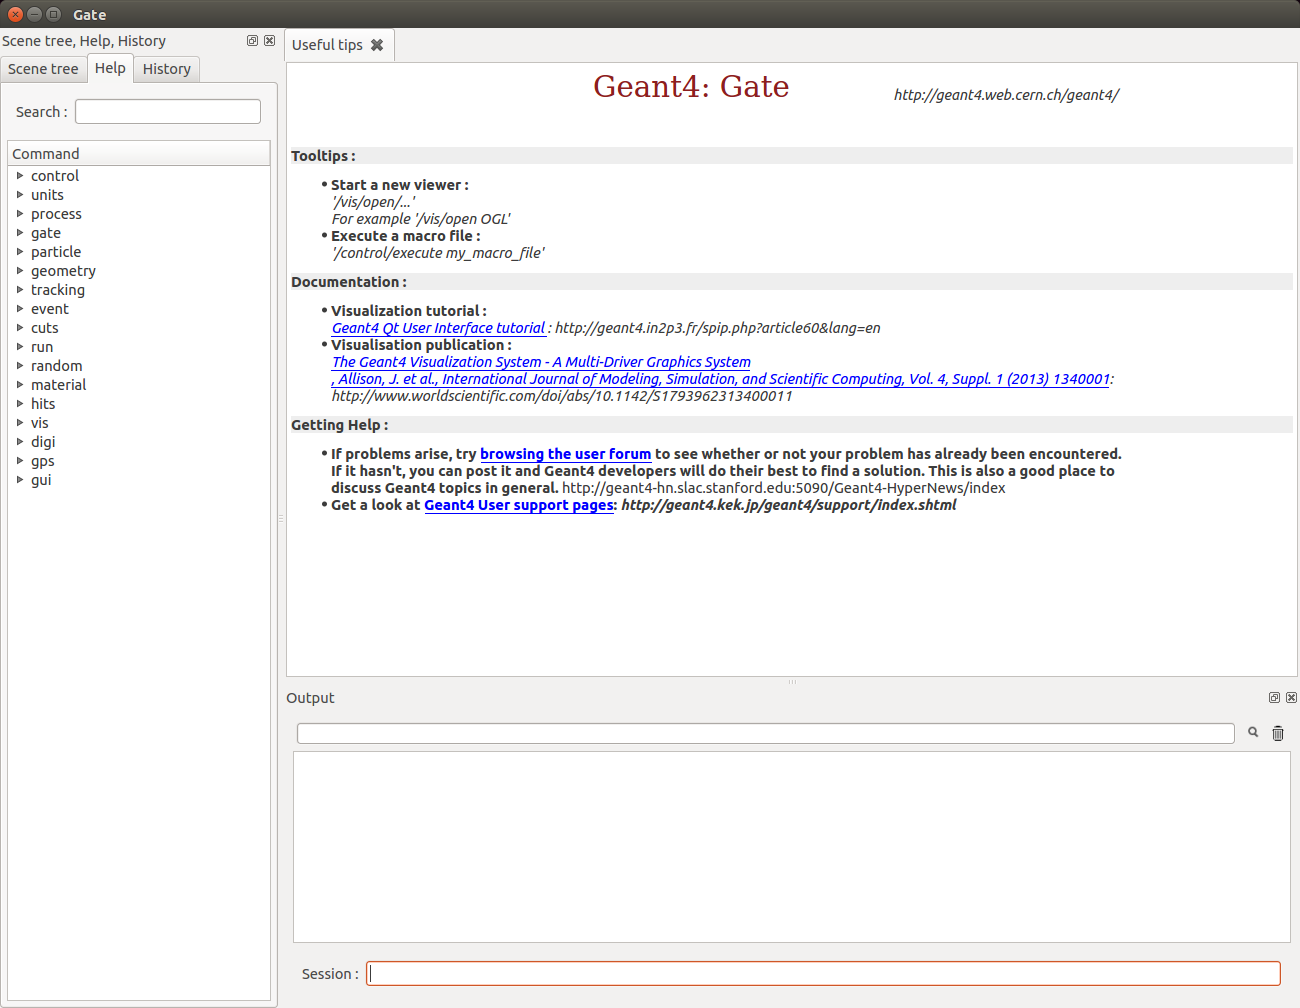 Gate
Scene tree, Help, History
Scene tree
Help
History
Search :
Command
control
units
process
gate
particle
geometry
tracking
event
cuts
run
random
material
hits
vis
digi
gps
gui
Useful tips
Geant4: Gate
http://geant4.web.cern.ch/geant4/
Tooltips :
• Start a new viewer :
'/vis/open/...'
For example '/vis/open OGL'
• Execute a macro file :
'/control/execute my_macro_file'
Documentation :
• Visualization tutorial :
Geant4 Qt User Interface tutorial : http://geant4.in2p3.fr/spip.php?article60&lang=en
• Visualisation publication :
The Geant4 Visualization System - A Multi-Driver Graphics System
, Allison, J. et al., International Journal of Modeling, Simulation, and Scientific Computing, Vol. 4, Suppl. 1 (2013) 1340001:
http://www.worldscientific.com/doi/abs/10.1142/S1793962313400011
Getting Help :
• If problems arise, try browsing the user forum to see whether or not your problem has already been encountered.
If it hasn't, you can post it and Geant4 developers will do their best to find a solution. This is also a good place to
discuss Geant4 topics in general. http://geant4-hn.slac.stanford.edu:5090/Geant4-HyperNews/index
• Get a look at Geant4 User support pages: http://geant4.kek.jp/geant4/support/index.shtml
Output
Session :